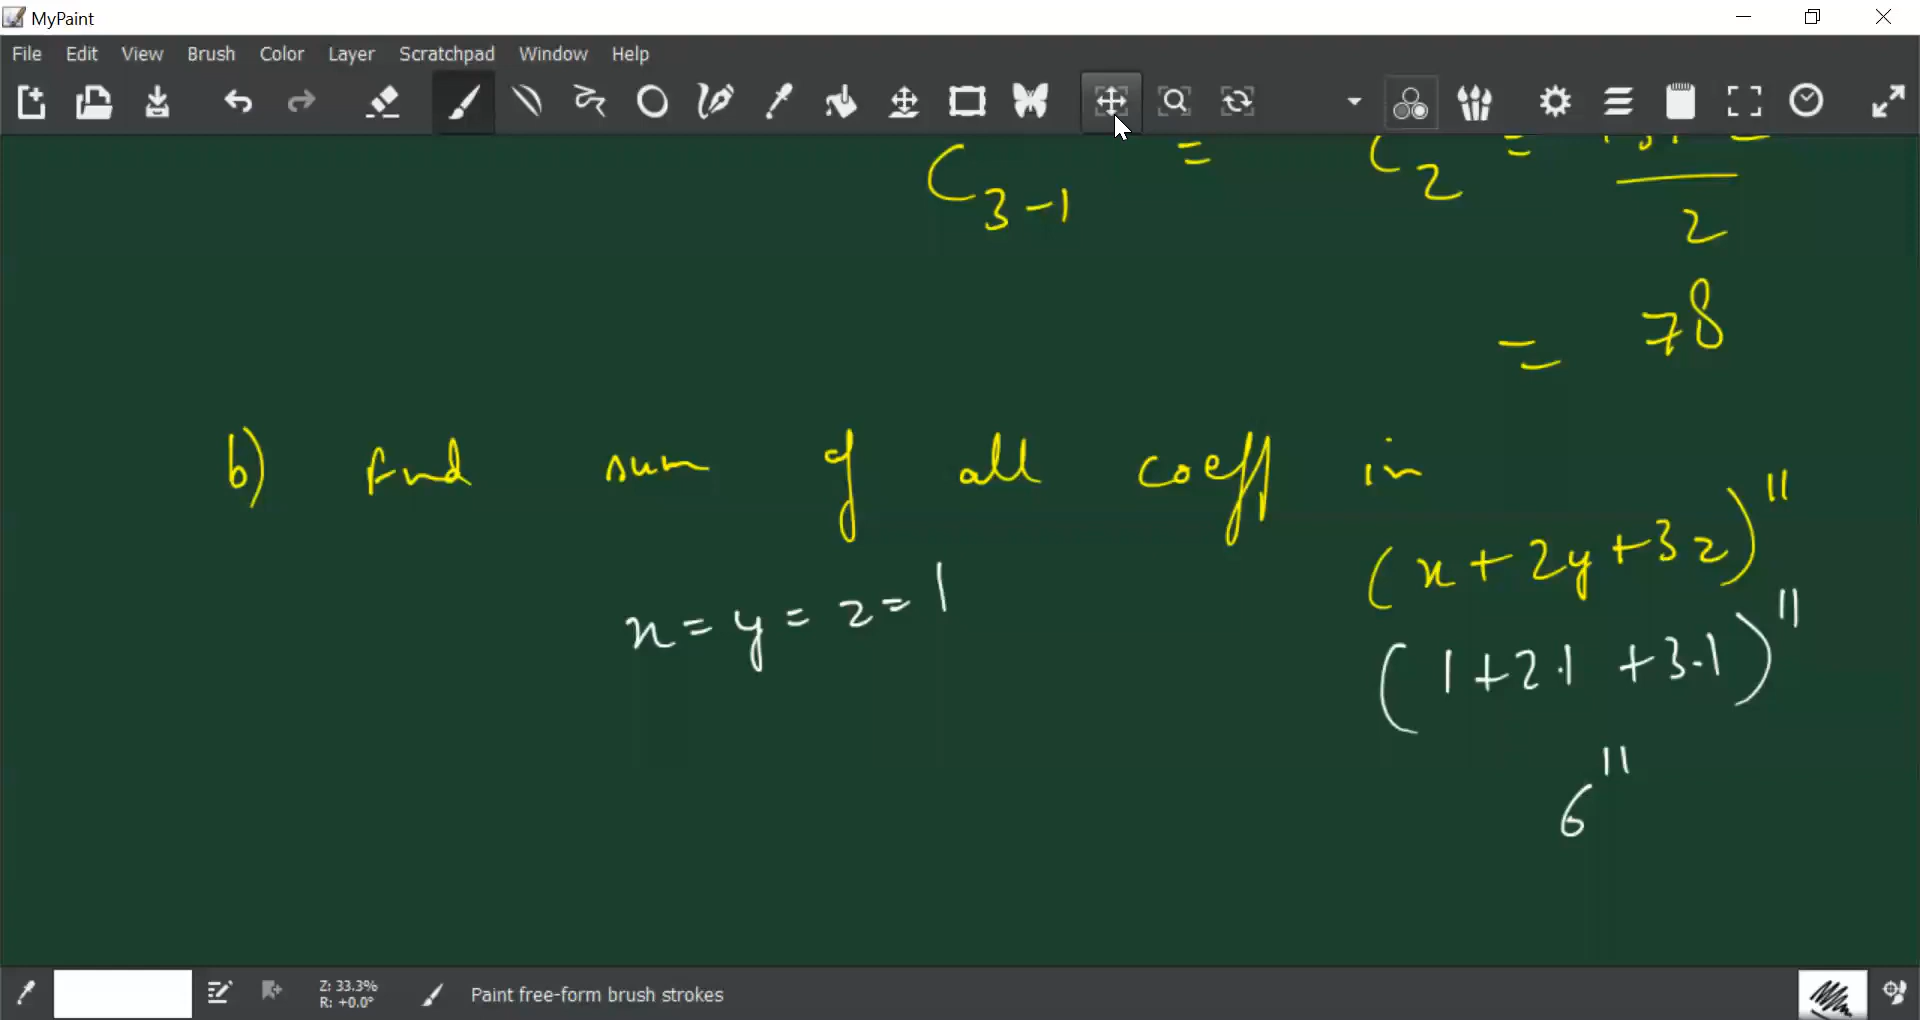 MyPaint
File Edit View Brush Color Layer Scratchpad Window Help
C 3-1 = C 2 =
2
= 78
b) find sum of all coeff in
(x+2y+3z)^11
x=y=z=1
(1+2.1+3.1)^11
6^11
Z: 33.3%
R: +0.0°
Paint free-form brush strokes